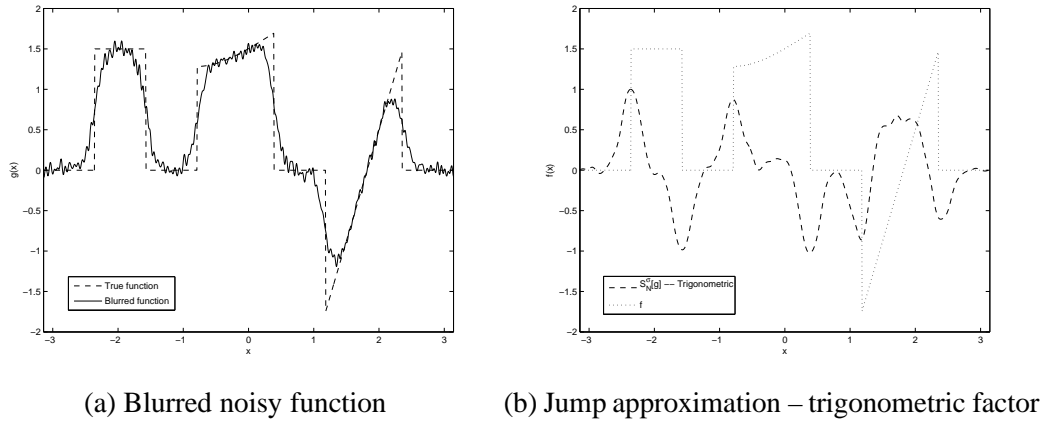 2
1.5
1
0.5
0
−0.5
−1
−1.5
−2
g(x)
−3 −2 −1 0 1 2 3
x
True function
Blurred function
2
1.5
1
0.5
0
−0.5
−1
−1.5
−2
f(x)
−3 −2 −1 0 1 2 3
x
S_N^σ[g] −− Trigonometric
f
(a) Blurred noisy function
(b) Jump approximation – trigonometric factor